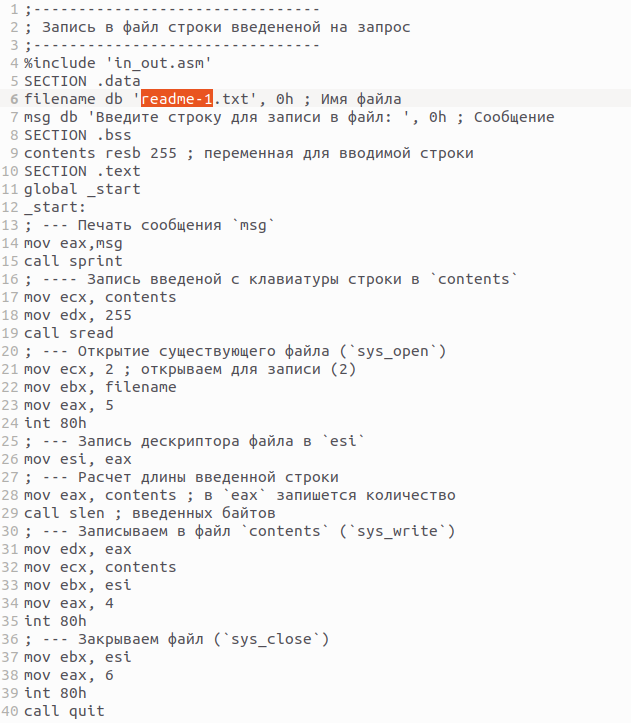 1 ;--------------------------------
2 ; Запись в файл строки введененой на запрос
3 ;--------------------------------
4 %include 'in_out.asm'
5 SECTION .data
6 filename db 'readme-1.txt', 0h ; Имя файла
7 msg db 'Введите строку для записи в файл: ', 0h ; Сообщение
8 SECTION .bss
9 contents resb 255 ; переменная для вводимой строки
10 SECTION .text
11 global _start
12 _start:
13 ; --- Печать сообщения `msg`
14 mov eax,msg
15 call sprint
16 ; ---- Запись введеной с клавиатуры строки в `contents`
17 mov ecx, contents
18 mov edx, 255
19 call sread
20 ; --- Открытие существующего файла (`sys_open`)
21 mov ecx, 2 ; открываем для записи (2)
22 mov ebx, filename
23 mov eax, 5
24 int 80h
25 ; --- Запись дескриптора файла в `esi`
26 mov esi, eax
27 ; --- Расчет длины введенной строки
28 mov eax, contents ; в `eax` запишется количество
29 call slen ; введенных байтов
30 ; --- Записываем в файл `contents` (`sys_write`)
31 mov edx, eax
32 mov ecx, contents
33 mov ebx, esi
34 mov eax, 4
35 int 80h
36 ; --- Закрываем файл (`sys_close`)
37 mov ebx, esi
38 mov eax, 6
39 int 80h
40 call quit